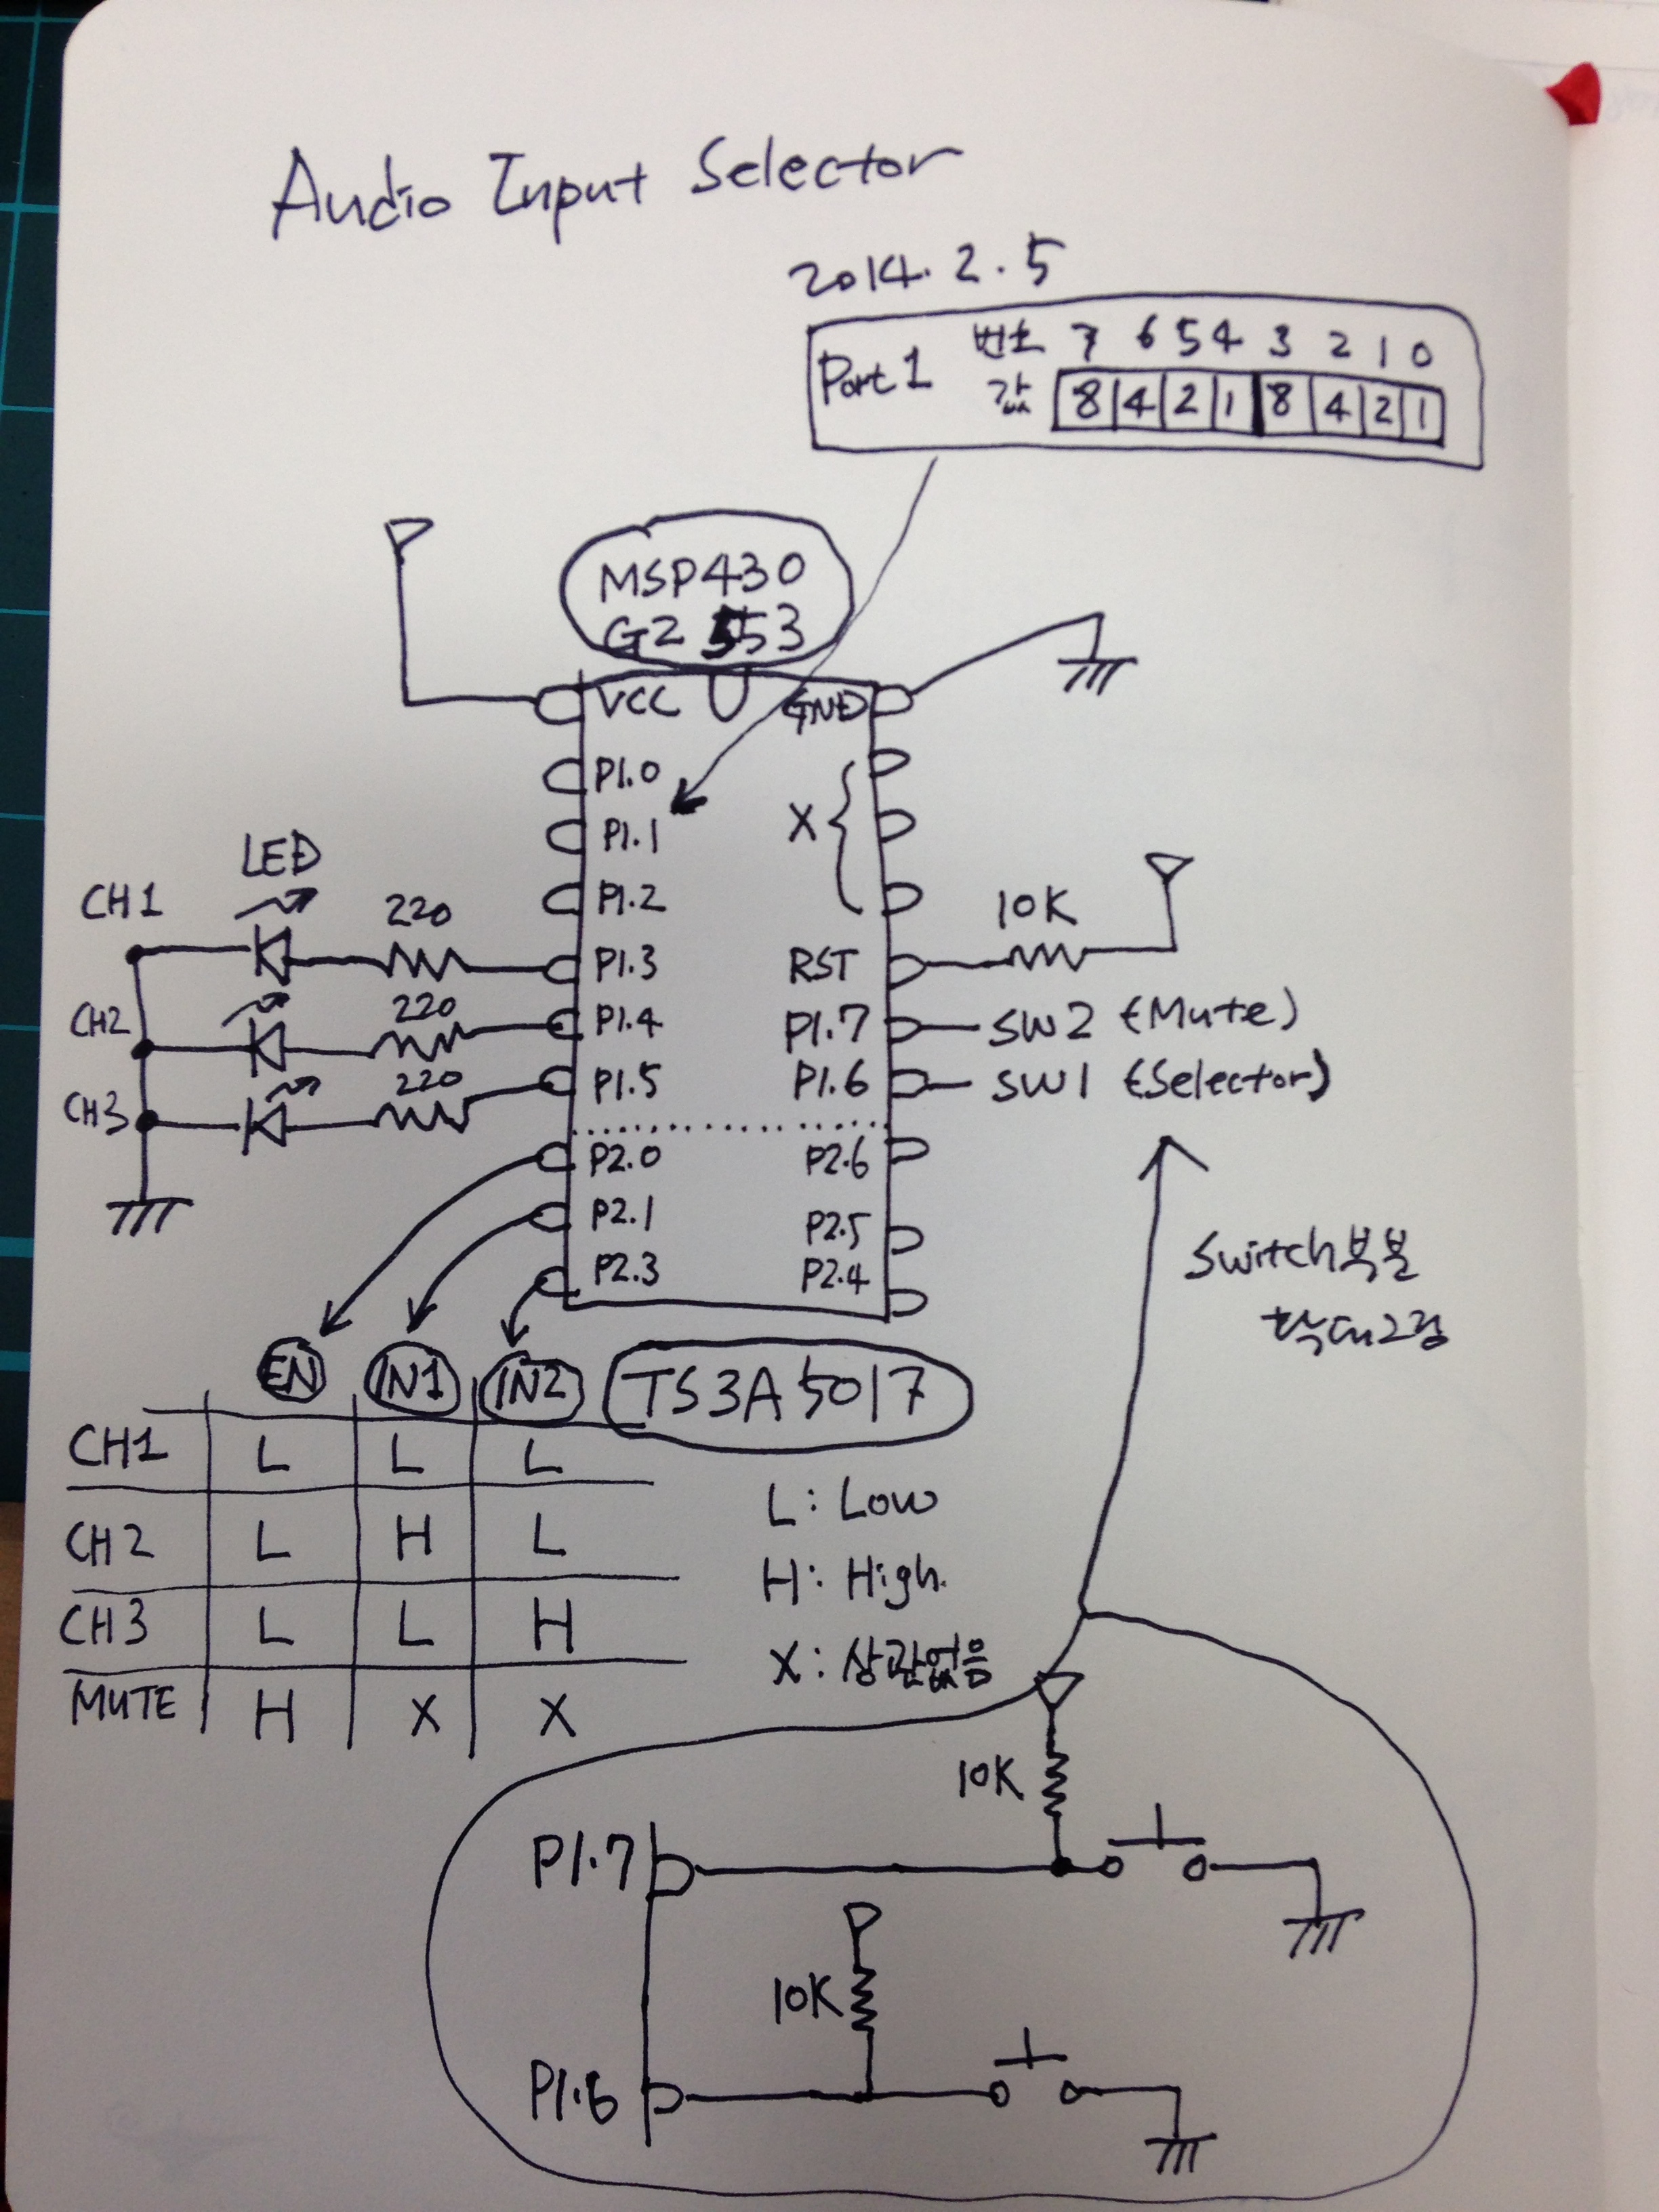 Audio Input Selector
2014. 2. 5
Port 1 번호 7 6 5 4 3 2 1 0
값 8 4 2 1 8 4 2 1
MSP430
G2553
VCC GND
P1.0
P1.1 X
P1.2
LED
CH1 220 P1.3 RST 10K
CH2 220 P1.4 P1.7 SW2 (Mute)
CH3 220 P1.5 P1.6 SW1 (Selector)
P2.0 P2.6
P2.1 P2.5
P2.3 P2.4
Switch부분
확대그림
EN IN1 IN2 TS3A5017
CH1 L L L
CH2 L H L
CH3 L L H
MUTE H X X
L: Low
H: High.
X: 상관없음
10K
P1.7
10K
P1.6